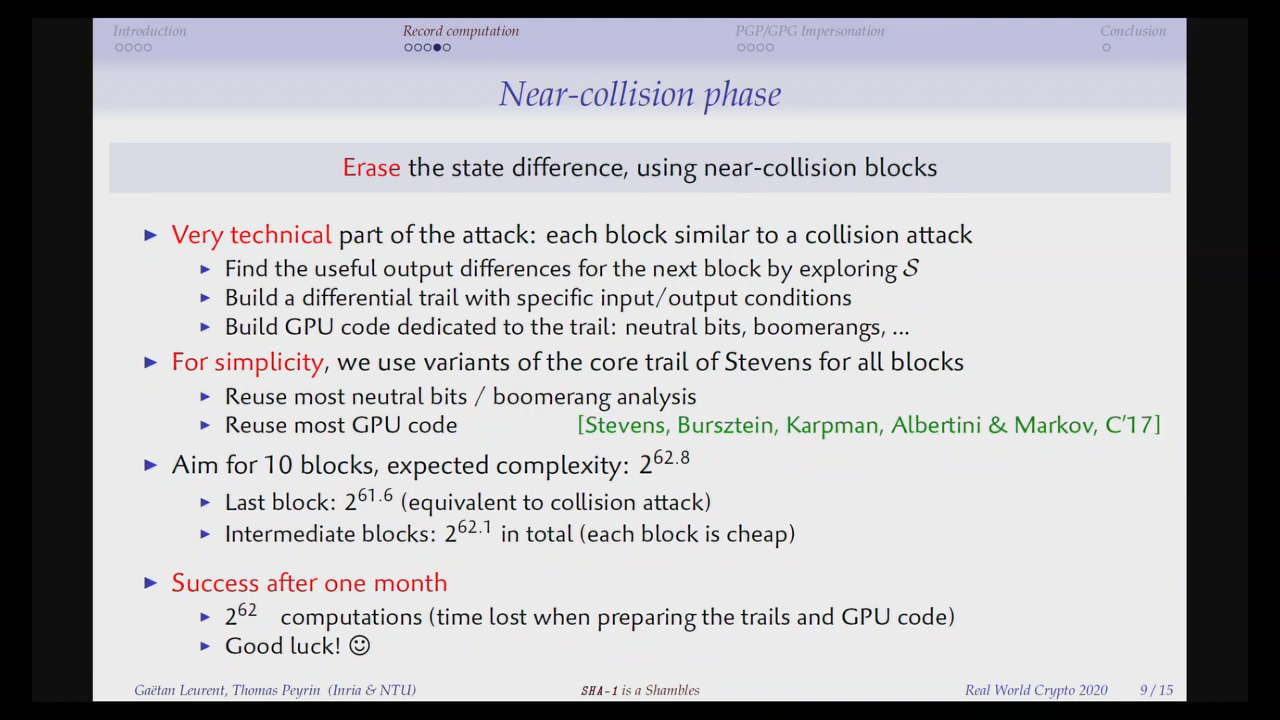 Introduction Record computation PGP/GPG Impersonation Conclusion
Near-collision phase
Erase the state difference, using near-collision blocks
Very technical part of the attack: each block similar to a collision attack
Find the useful output differences for the next block by exploring 𝒮
Build a differential trail with specific input/output conditions
Build GPU code dedicated to the trail: neutral bits, boomerangs, ...
For simplicity, we use variants of the core trail of Stevens for all blocks
Reuse most neutral bits / boomerang analysis
Reuse most GPU code [Stevens, Bursztein, Karpman, Albertini & Markov, C'17]
Aim for 10 blocks, expected complexity: 2^62.8
Last block: 2^61.6 (equivalent to collision attack)
Intermediate blocks: 2^62.1 in total (each block is cheap)
Success after one month
2^62 computations (time lost when preparing the trails and GPU code)
Good luck! ☺
Gaëtan Leurent, Thomas Peyrin (Inria & NTU) SHA-1 is a Shambles Real World Crypto 2020 9 / 15